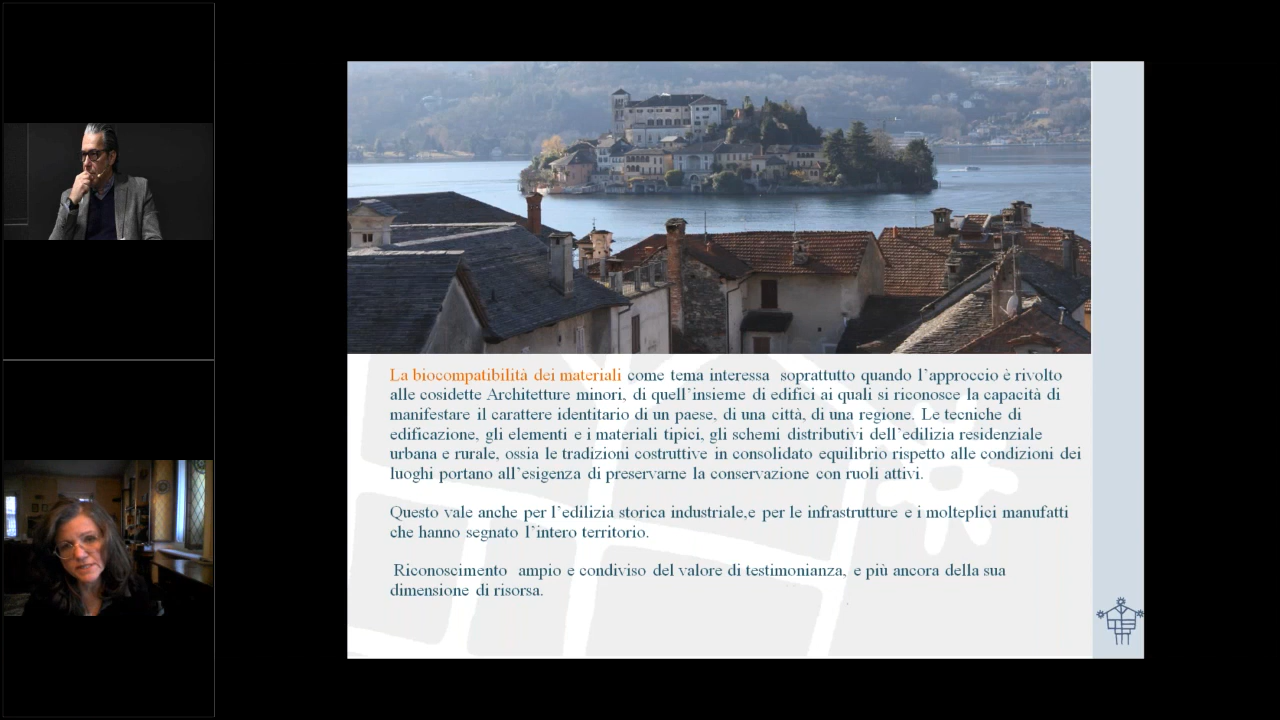 La biocompatibilità dei materiali come tema interessa soprattutto quando l'approccio è rivolto
alle cosidette Architetture minori, di quell'insieme di edifici ai quali si riconosce la capacità di
manifestare il carattere identitario di un paese, di una città, di una regione. Le tecniche di
edificazione, gli elementi e i materiali tipici, gli schemi distributivi dell'edilizia residenziale
urbana e rurale, ossia le tradizioni costruttive in consolidato equilibrio rispetto alle condizioni dei
luoghi portano all'esigenza di preservarne la conservazione con ruoli attivi.
Questo vale anche per l'edilizia storica industriale,e per le infrastrutture e i molteplici manufatti
che hanno segnato l'intero territorio.
Riconoscimento ampio e condiviso del valore di testimonianza, e più ancora della sua
dimensione di risorsa.